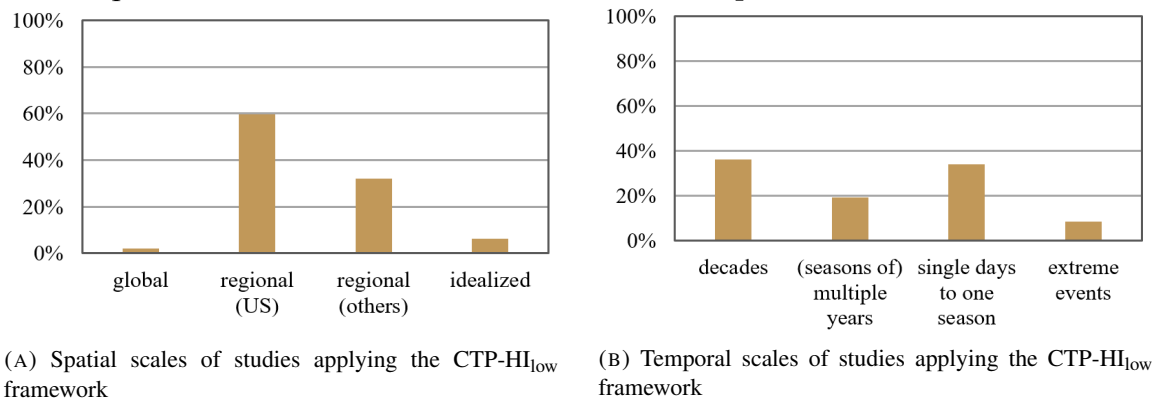 100%
80%
60%
40%
20%
0%
global
regional
(US)
regional
(others)
idealized
(A) Spatial scales of studies applying the CTP-HIlow
framework
100%
80%
60%
40%
20%
0%
decades
(seasons of)
multiple
years
single days
to one
season
extreme
events
(B) Temporal scales of studies applying the CTP-HIlow
framework